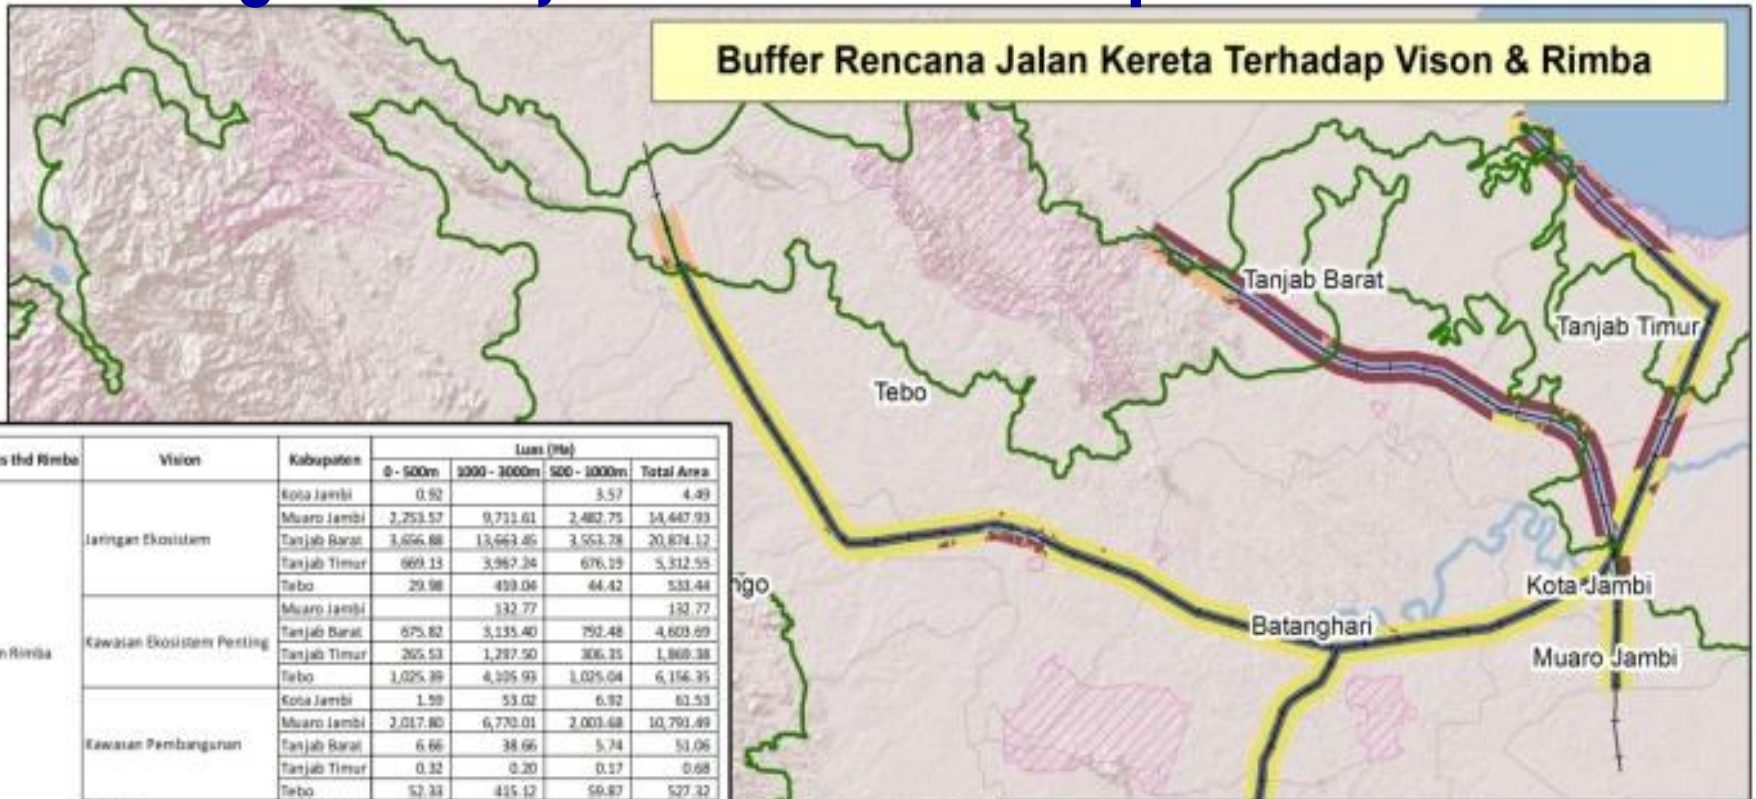 Buffer Rencana Jalan Kereta Terhadap Vison & Rimba
Tanjab Barat
Tanjab Timur
Tebo
Kota Jambi
Batanghari
Muaro Jambi
s thd Rimba Vision Kabupaten Luas (Ha)
0 - 500m 1000 - 3000m 500 - 1000m Total Area
Jaringan Ekosistem
Kota Jambi 0.92 3.57 4.49
Muaro Jambi 2,253.57 9,711.61 2,482.75 14,447.93
Tanjab Barat 3,656.88 13,663.45 3,553.78 20,874.12
Tanjab Timur 669.13 3,967.24 676.19 5,312.55
Tebo 29.98 459.04 44.42 533.44
n Rimba
Kawasan Ekosistem Penting
Muaro Jambi 132.77 132.77
Tanjab Barat 675.82 3,135.40 792.48 4,603.69
Tanjab Timur 265.53 1,297.50 306.35 1,869.38
Tebo 1,025.39 4,105.93 1,025.04 6,156.35
Kawasan Pembangunan
Kota Jambi 1.59 53.02 6.92 61.53
Muaro Jambi 2,017.80 6,770.01 2,003.68 10,791.49
Tanjab Barat 6.66 38.66 5.74 51.06
Tanjab Timur 0.32 0.20 0.17 0.68
Tebo 52.33 415.12 59.87 527.32
ngo